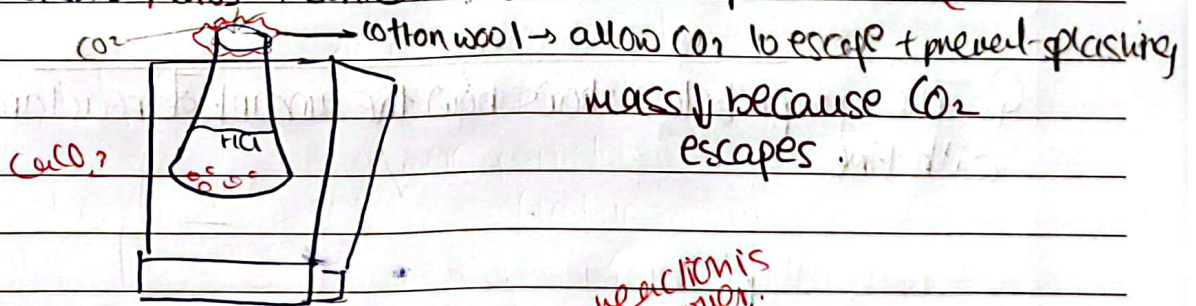 CO2
cotton wool → allow CO2 to escape + prevent splashing
mass↓ because CO2
escapes.
HCl
CaCO3
reaction is